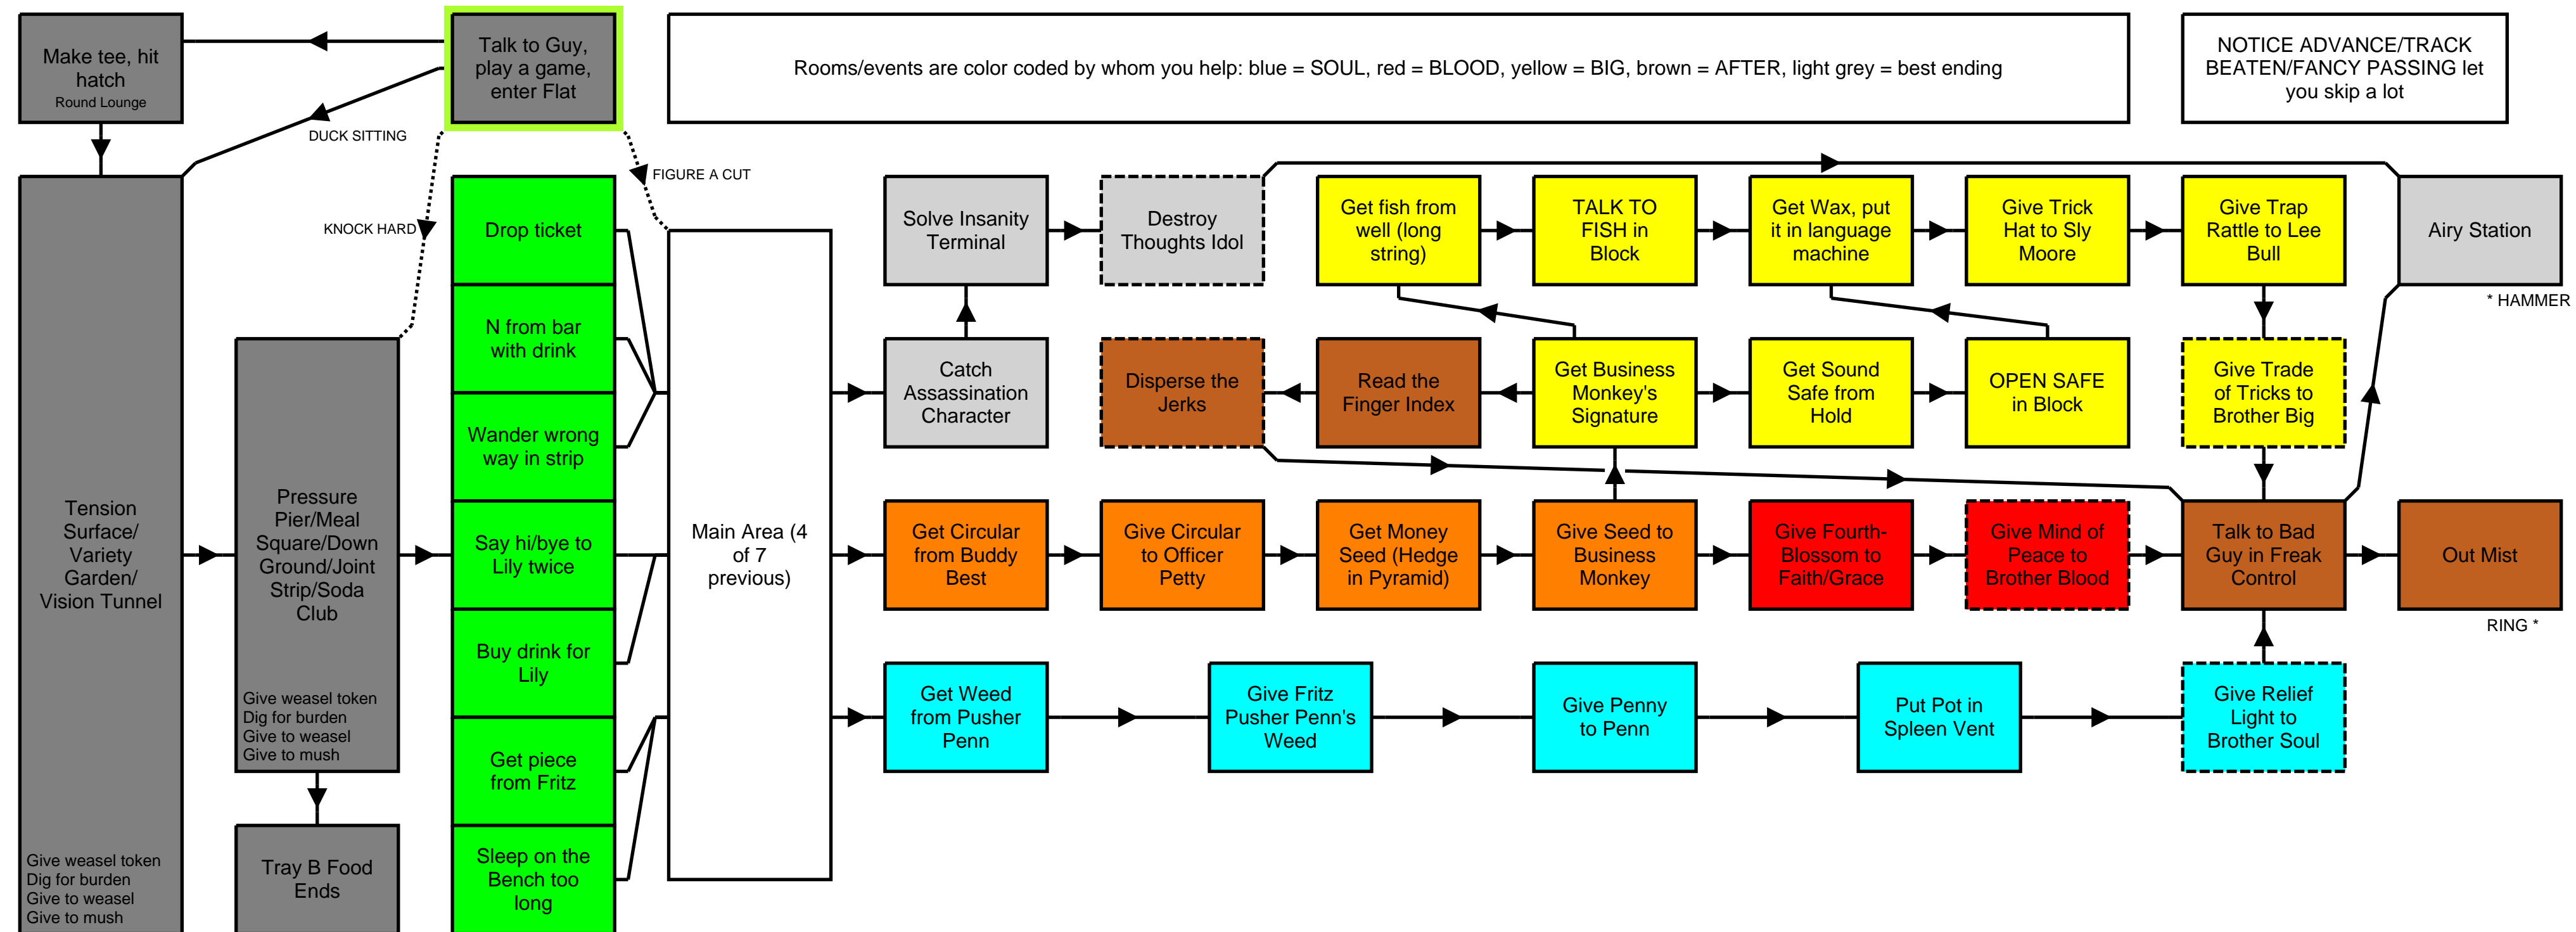 Make tee, hit
hatch
Round Lounge
Talk to Guy,
play a game,
enter Flat
Rooms/events are color coded by whom you help: blue = SOUL, red = BLOOD, yellow = BIG, brown = AFTER, light grey = best ending
NOTICE ADVANCE/TRACK
BEATEN/FANCY PASSING let
you skip a lot
DUCK SITTING
KNOCK HARD
FIGURE A CUT
Tension
Surface/
Variety
Garden/
Vision Tunnel
Give weasel token
Dig for burden
Give to weasel
Give to mush
Pressure
Pier/Meal
Square/Down
Ground/Joint
Strip/Soda
Club
Give weasel token
Dig for burden
Give to weasel
Give to mush
Tray B Food
Ends
Drop ticket
N from bar
with drink
Wander wrong
way in strip
Say hi/bye to
Lily twice
Buy drink for
Lily
Get piece
from Fritz
Sleep on the
Bench too
long
Main Area (4
of 7
previous)
Solve Insanity
Terminal
Destroy
Thoughts Idol
Get fish from
well (long
string)
TALK TO
FISH in
Block
Get Wax, put
it in language
machine
Give Trick
Hat to Sly
Moore
Give Trap
Rattle to Lee
Bull
Airy Station
* HAMMER
Catch
Assassination
Character
Disperse the
Jerks
Read the
Finger Index
Get Business
Monkey's
Signature
Get Sound
Safe from
Hold
OPEN SAFE
in Block
Give Trade
of Tricks to
Brother Big
Get Circular
from Buddy
Best
Give Circular
to Officer
Petty
Get Money
Seed (Hedge
in Pyramid)
Give Seed to
Business
Monkey
Give Fourth-
Blossom to
Faith/Grace
Give Mind of
Peace to
Brother Blood
Talk to Bad
Guy in Freak
Control
Out Mist
RING *
Get Weed
from Pusher
Penn
Give Fritz
Pusher Penn's
Weed
Give Penny
to Penn
Put Pot in
Spleen Vent
Give Relief
Light to
Brother Soul